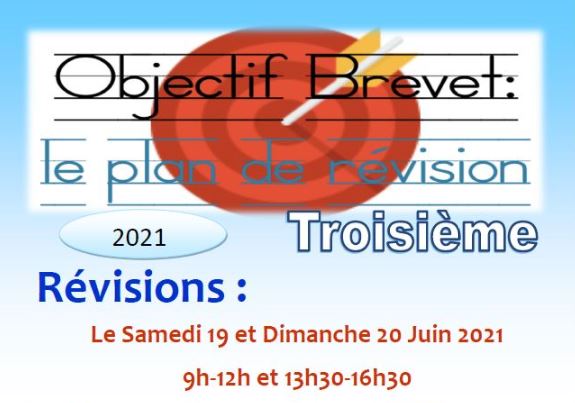 Objectif Brevet:
le plan de révision
2021
Troisième
Révisions :
Le Samedi 19 et Dimanche 20 Juin 2021
9h-12h et 13h30-16h30